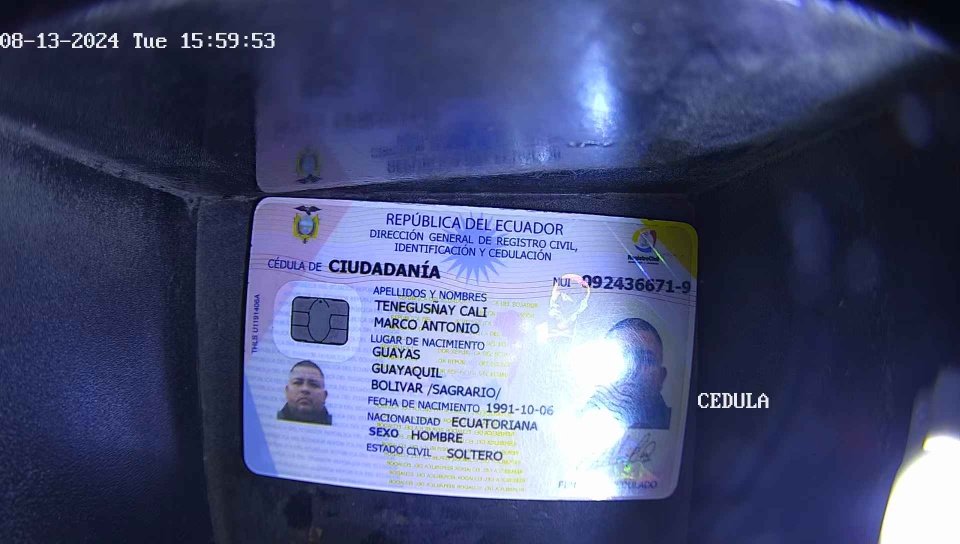 08-13-2024 Tue 15:59:53
REPÚBLICA DEL ECUADOR
DIRECCIÓN GENERAL DE REGISTRO CIVIL,
IDENTIFICACIÓN Y CEDULACIÓN
CÉDULA DE CIUDADANÍA
NUI 092436671-9
APELLIDOS Y NOMBRES
TENEGUSÑAY CALI
MARCO ANTONIO
LUGAR DE NACIMIENTO
GUAYAS
GUAYAQUIL
BOLIVAR /SAGRARIO/
FECHA DE NACIMIENTO 1991-10-06
NACIONALIDAD ECUATORIANA
SEXO HOMBRE
ESTADO CIVIL SOLTERO
CEDULA